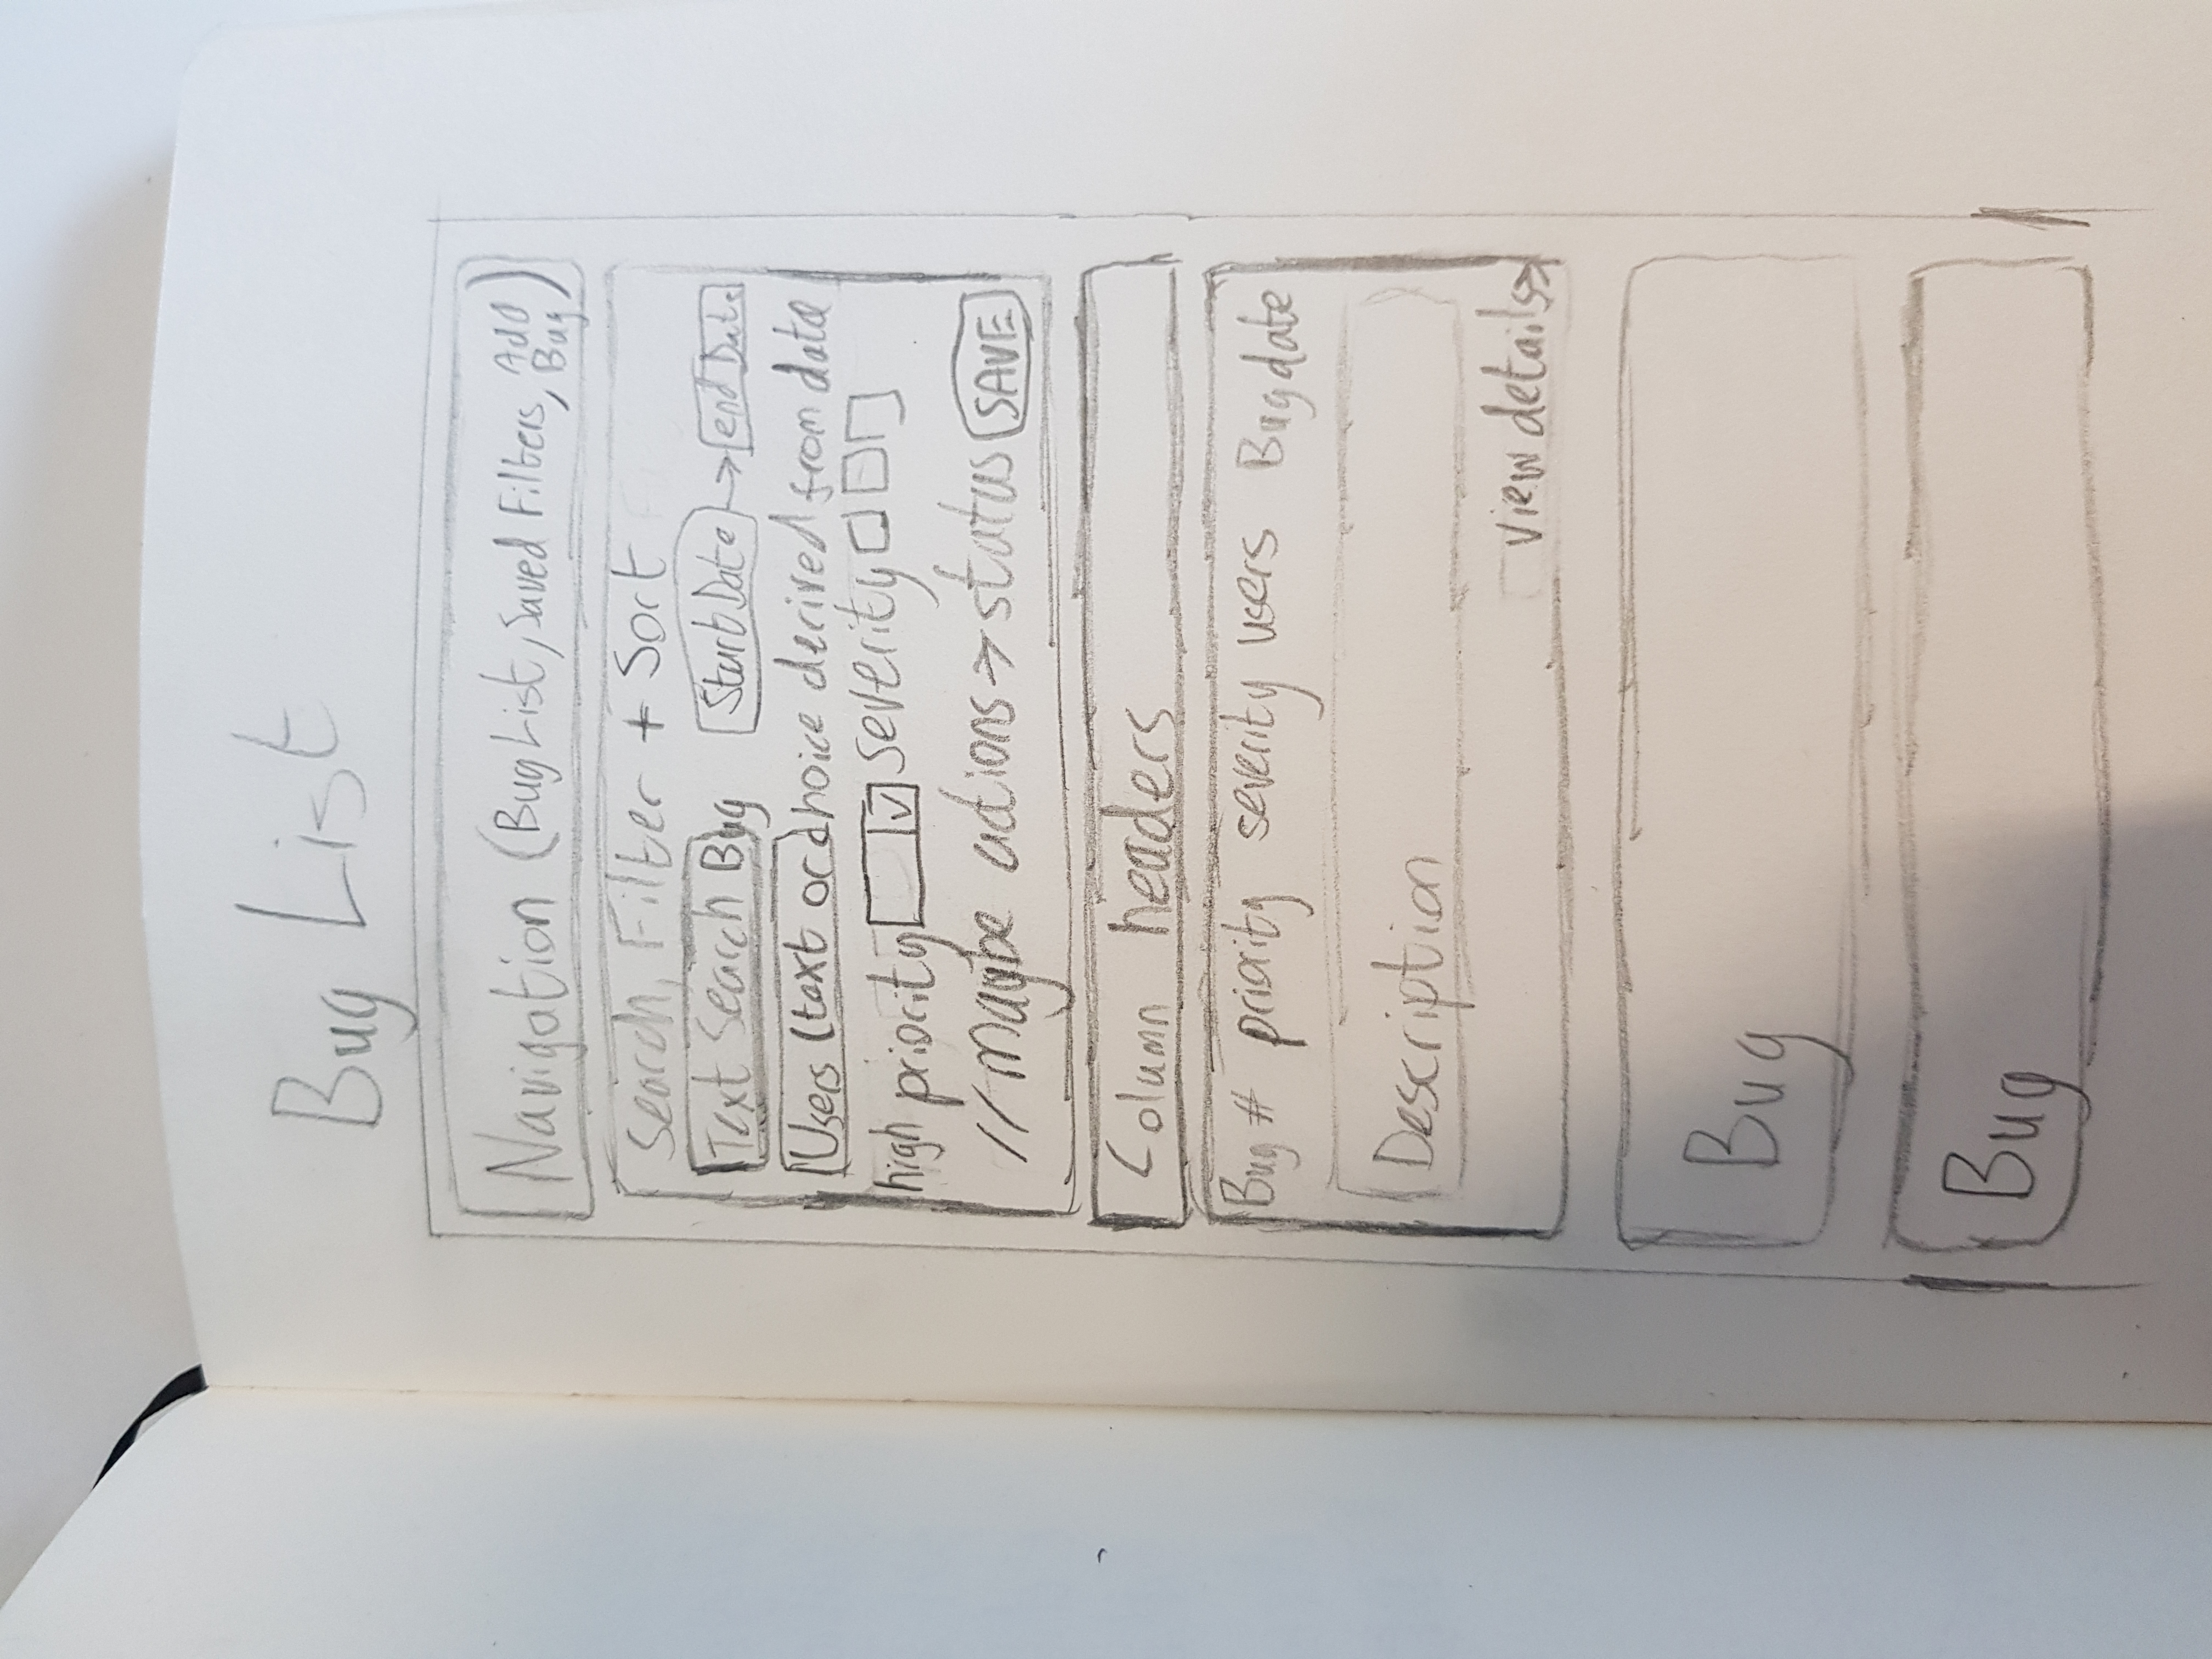 Bug List
Navigation (Bug List, Saved Filters, Add Bug)
Search, Filter + Sort
Text Search Bug Start Date → end Date
Users (text or choice derived from data
high priority severity
// maybe actions → status SAVE
Column headers
Bug # priority severity users Bug date
Description
view details →
Bug
Bug